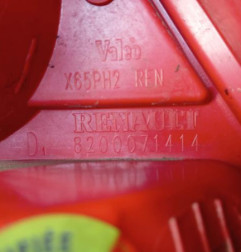 Valeo
X65PH2 REN
RENAULT
D. 8200071414